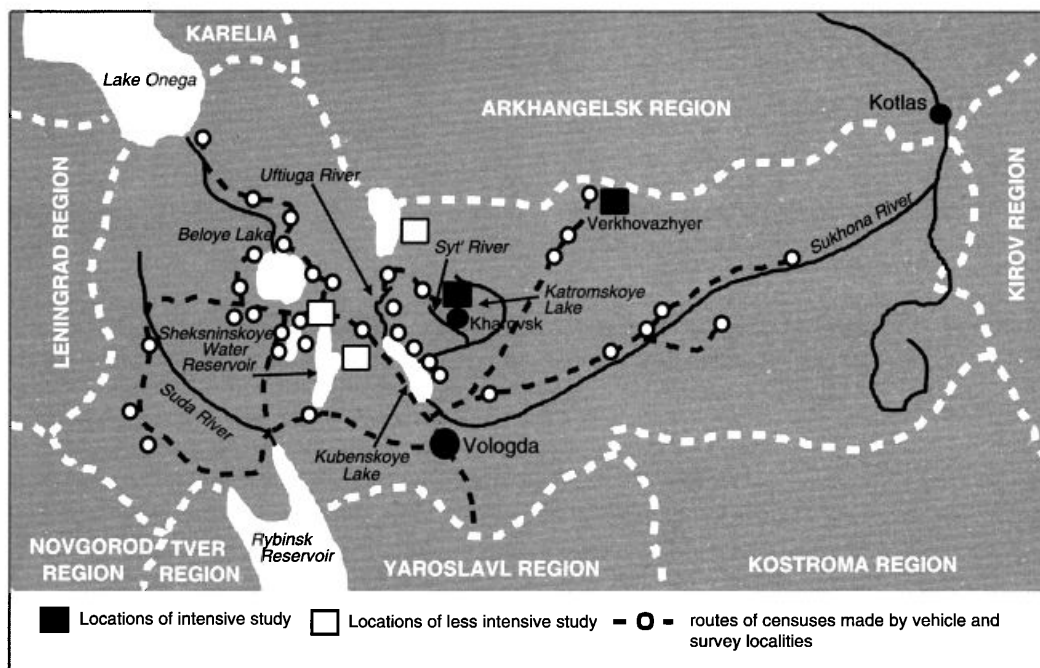 KARELIA
Lake Onega
ARKHANGELSK REGION
Kotlas
LENINGRAD REGION
Uftiuga River
Verkhovazhyer
Beloye Lake
Syt' River
Sukhona River
KIROV REGION
Katromskoye
Lake
Kharovsk
Sheksninskoye
Water
Reservoir
Suda River
Vologda
Kubenskoye
Lake
Rybinsk
Reservoir
NOVGOROD
REGION
TVER
REGION
YAROSLAVL REGION
KOSTROMA REGION
Locations of intensive study
Locations of less intensive study
routes of censuses made by vehicle and
survey localities